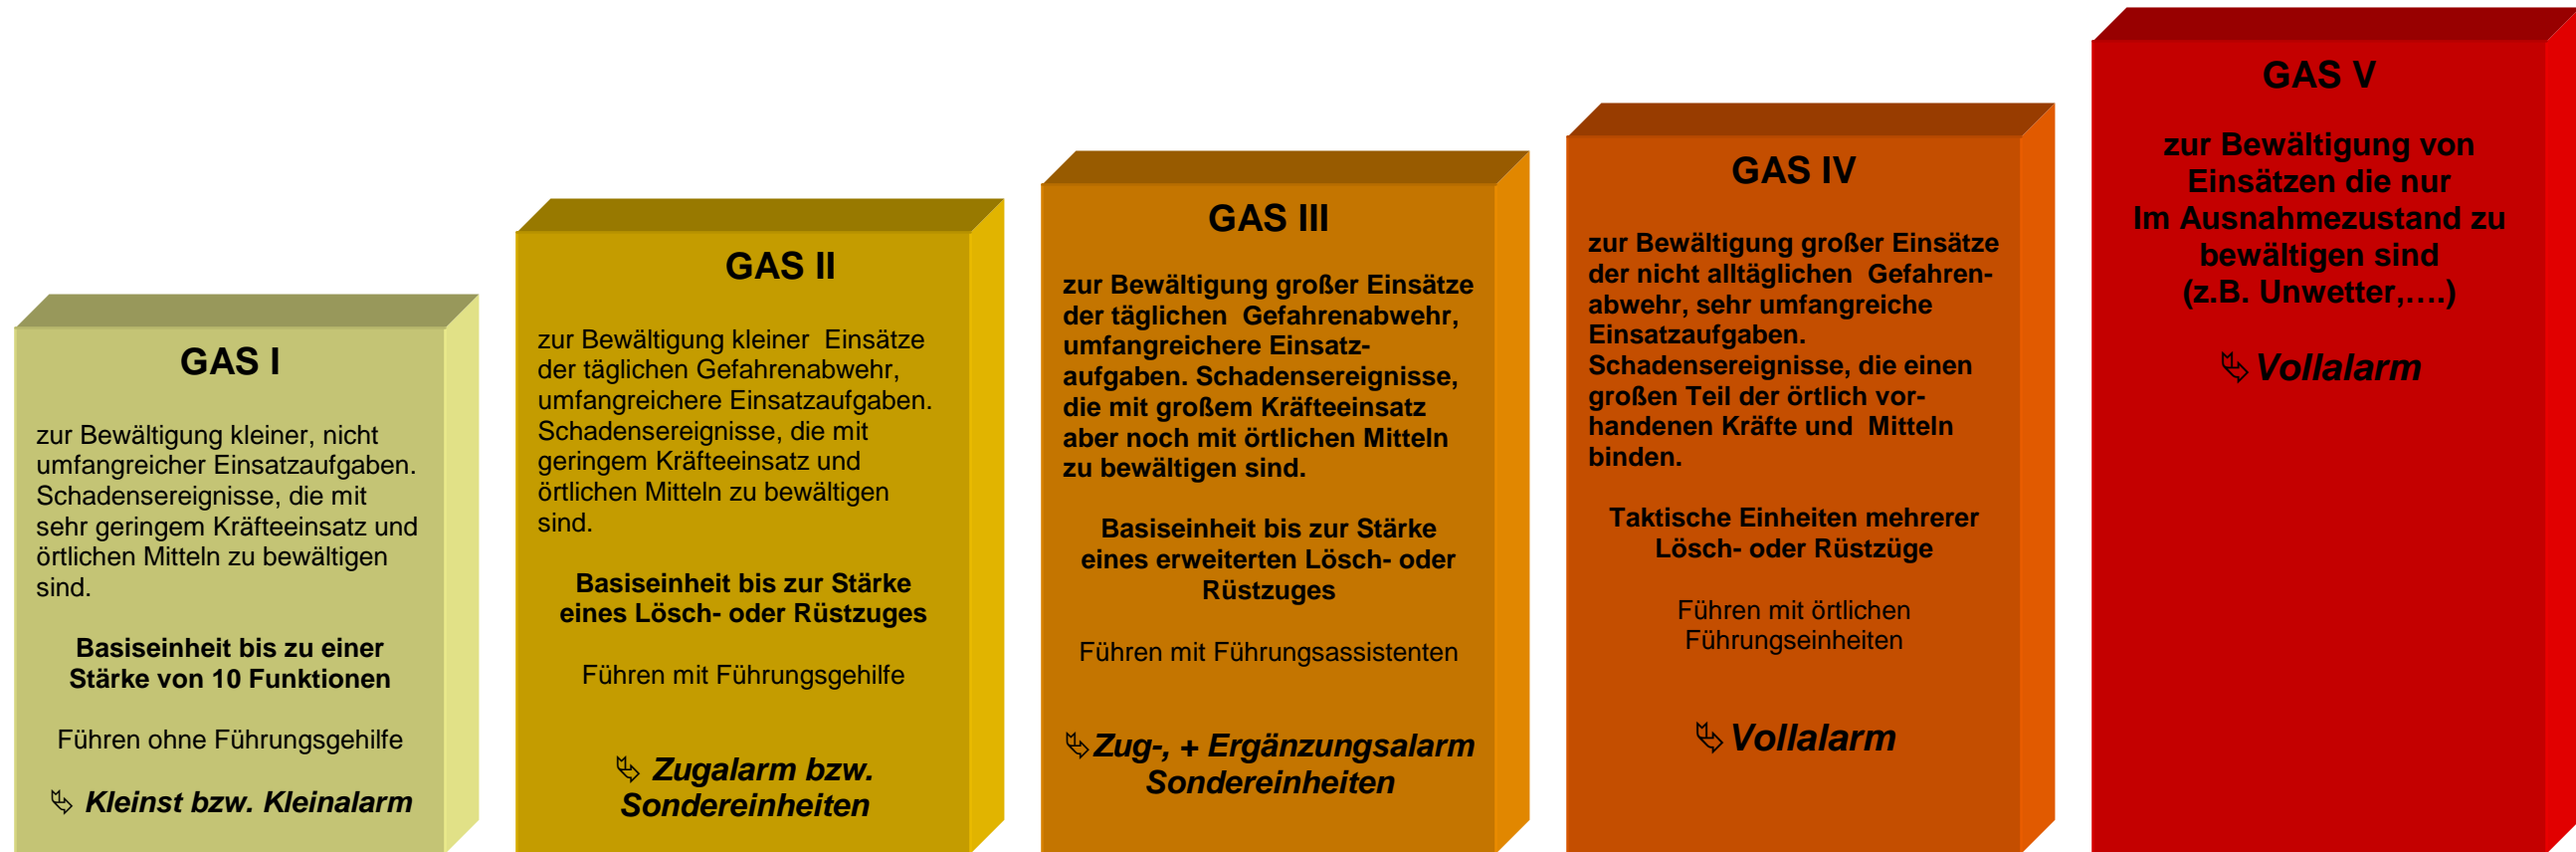 GAS I
zur Bewältigung kleiner, nicht
umfangreicher Einsatzaufgaben.
Schadensereignisse, die mit
sehr geringem Kräfteeinsatz und
örtlichen Mitteln zu bewältigen
sind.
Basiseinheit bis zu einer
Stärke von 10 Funktionen
Führen ohne Führungsgehilfe
Kleinst bzw. Kleinalarm
GAS II
zur Bewältigung kleiner Einsätze
der täglichen Gefahrenabwehr,
umfangreichere Einsatzaufgaben.
Schadensereignisse, die mit
geringem Kräfteeinsatz und
örtlichen Mitteln zu bewältigen
sind.
Basiseinheit bis zur Stärke
eines Lösch- oder Rüstzuges
Führen mit Führungsgehilfe
Zugalarm bzw.
Sondereinheiten
GAS III
zur Bewältigung großer Einsätze
der täglichen Gefahrenabwehr,
umfangreichere Einsatz-
aufgaben. Schadensereignisse,
die mit großem Kräfteeinsatz
aber noch mit örtlichen Mitteln
zu bewältigen sind.
Basiseinheit bis zur Stärke
eines erweiterten Lösch- oder
Rüstzuges
Führen mit Führungsassistenten
Zug-, + Ergänzungsalarm
Sondereinheiten
GAS IV
zur Bewältigung großer Einsätze
der nicht alltäglichen Gefahren-
abwehr, sehr umfangreiche
Einsatzaufgaben.
Schadensereignisse, die einen
großen Teil der örtlich vor-
handenen Kräfte und Mitteln
binden.
Taktische Einheiten mehrerer
Lösch- oder Rüstzüge
Führen mit örtlichen
Führungseinheiten
Vollalarm
GAS V
zur Bewältigung von
Einsätzen die nur
Im Ausnahmezustand zu
bewältigen sind
(z.B. Unwetter,….)
Vollalarm